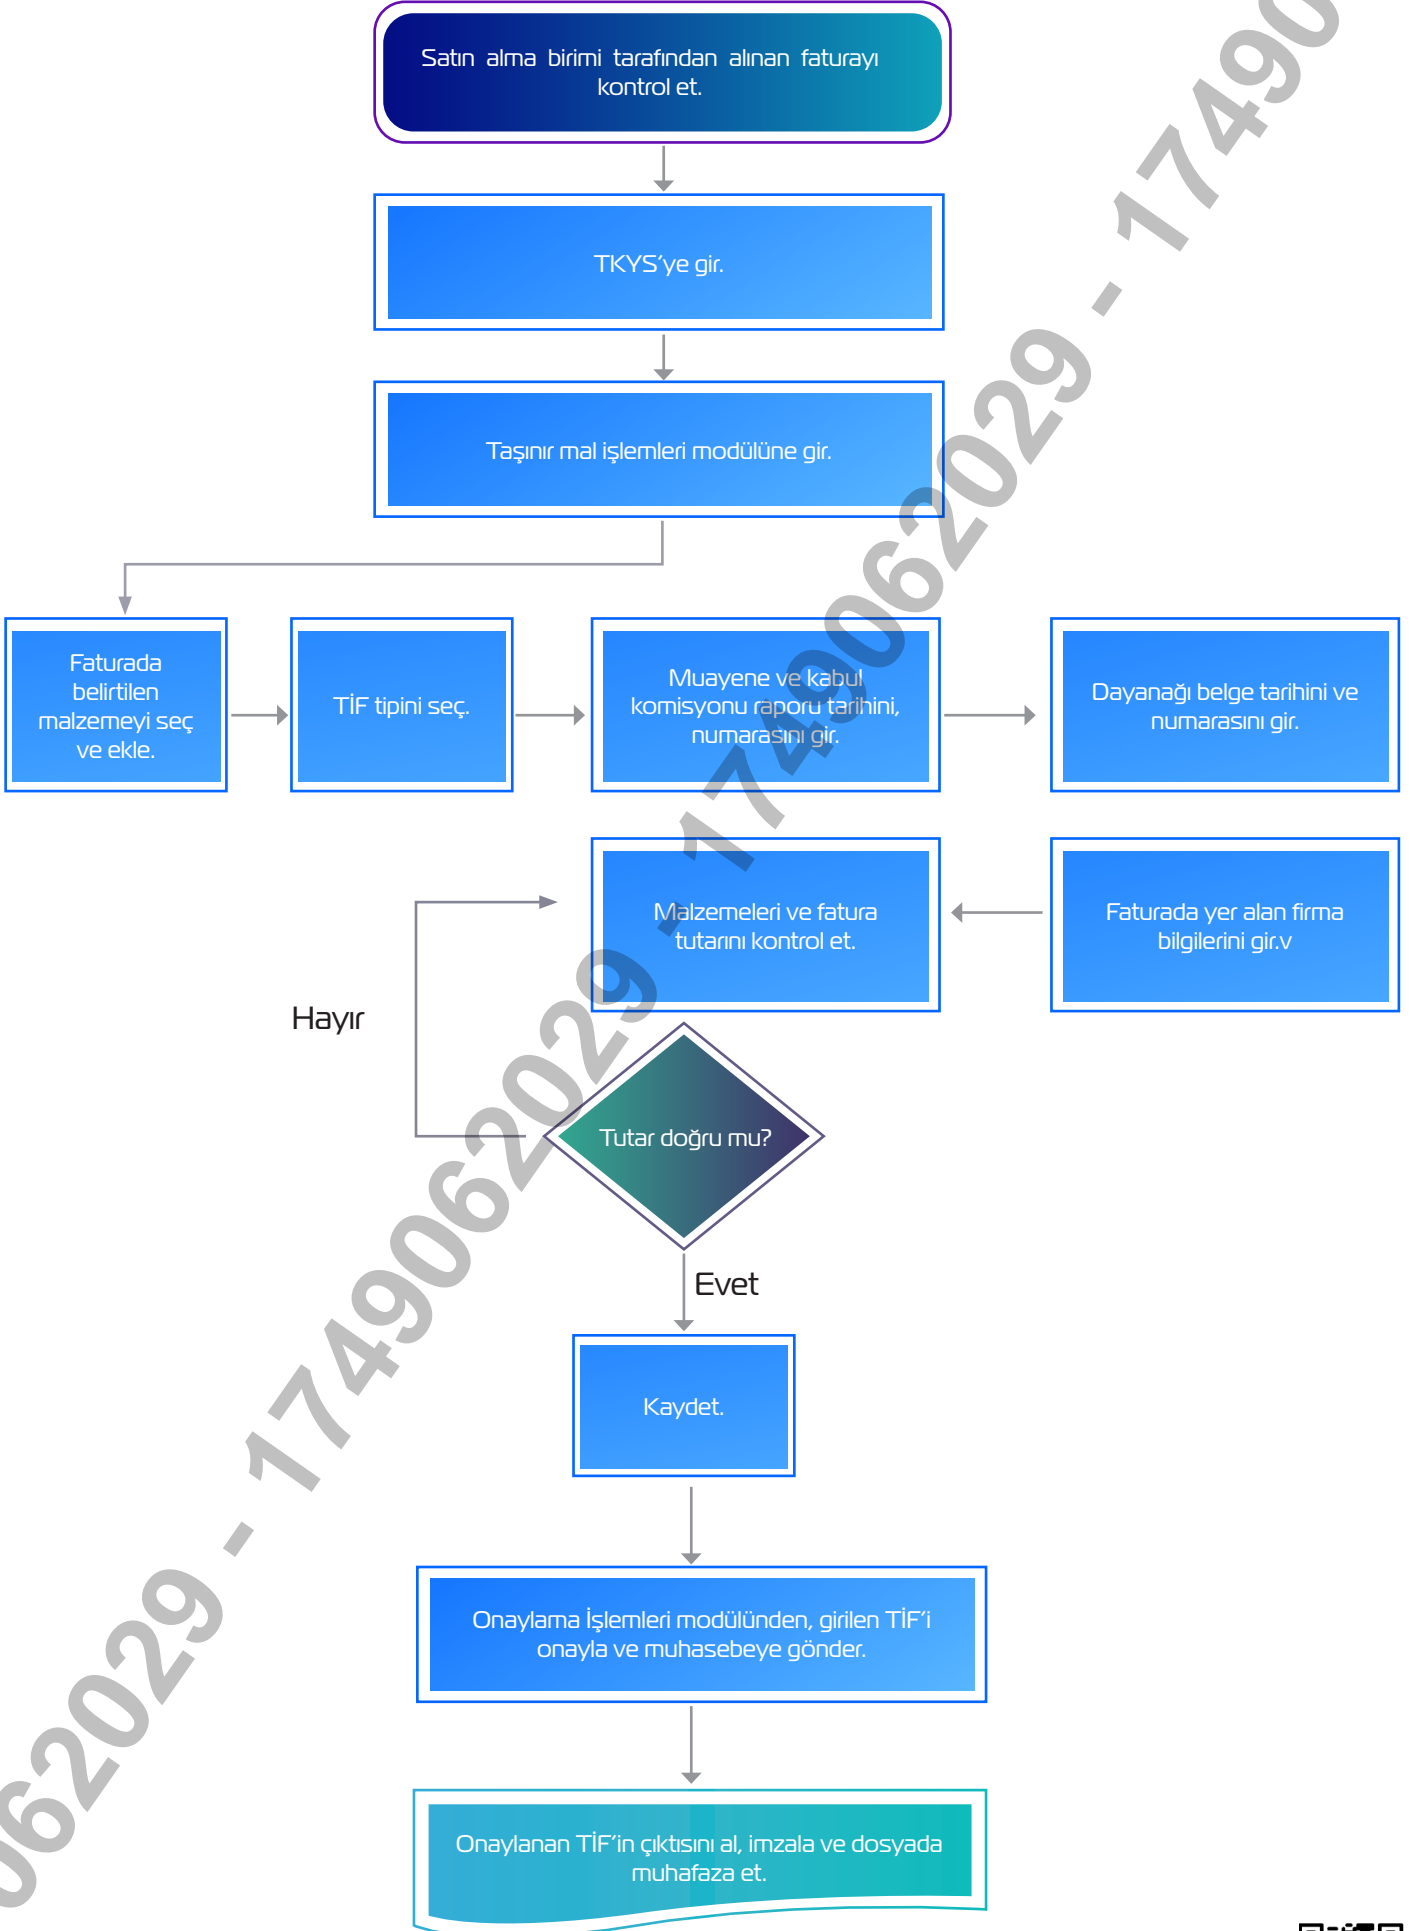 Satın alma birimi tarafından alınan faturayı
kontrol et.
TKYS'ye gir.
Taşınır mal işlemleri modülüne gir.
Faturada
belirtilen
malzemeyi seç
ve ekle.
TİF tipini seç.
Muayene ve kabul
komisyonu raporu tarihini,
numarasını gir.
Dayanağı belge tarihini ve
numarasını gir.
Malzemeleri ve fatura
tutarını kontrol et.
Faturada yer alan firma
bilgilerini gir.v
Hayır
Tutar doğru mu?
Evet
Kaydet.
Onaylama İşlemleri modülünden, girilen TİF'i
onayla ve muhasebeye gönder.
Onaylanan TİF'in çıktısını al, imzala ve dosyada
muhafaza et.
062029 - 1749062029 - 1749062029 - 17490